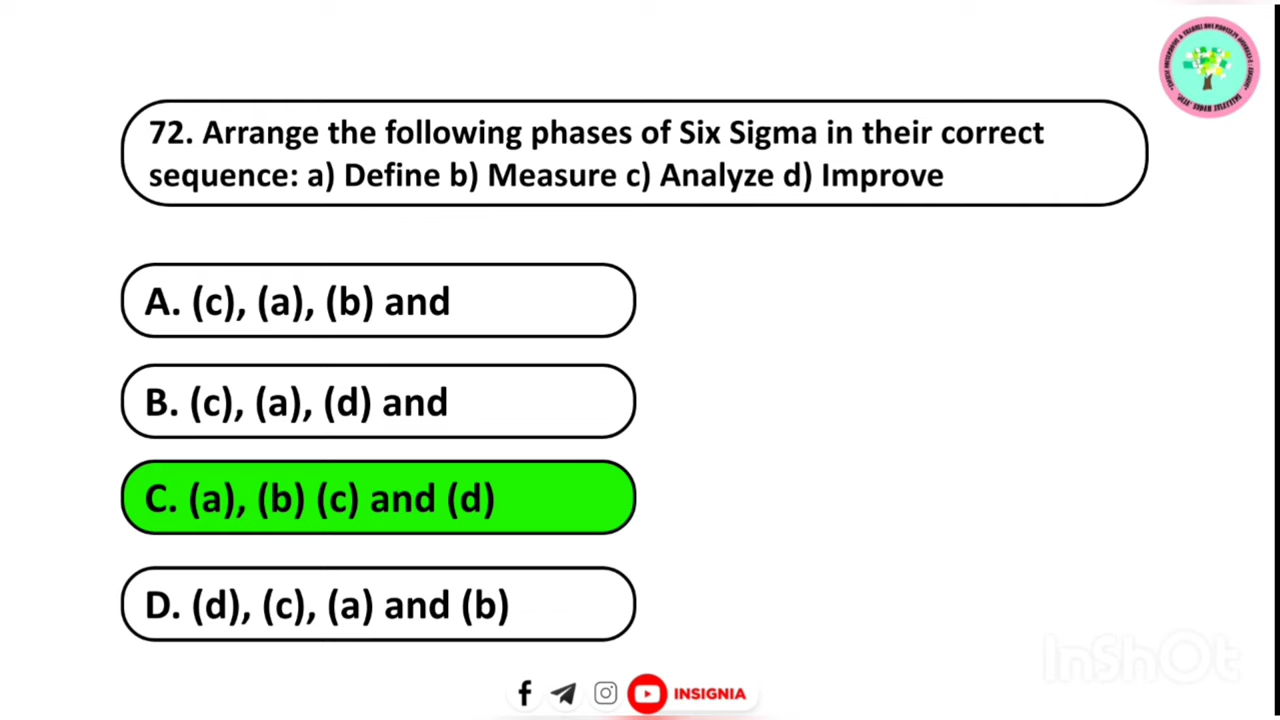 72. Arrange the following phases of Six Sigma in their correct
sequence: a) Define b) Measure c) Analyze d) Improve
A. (c), (a), (b) and
B. (c), (a), (d) and
C. (a), (b) (c) and (d)
D. (d), (c), (a) and (b)
InShOt
INSIGNIA